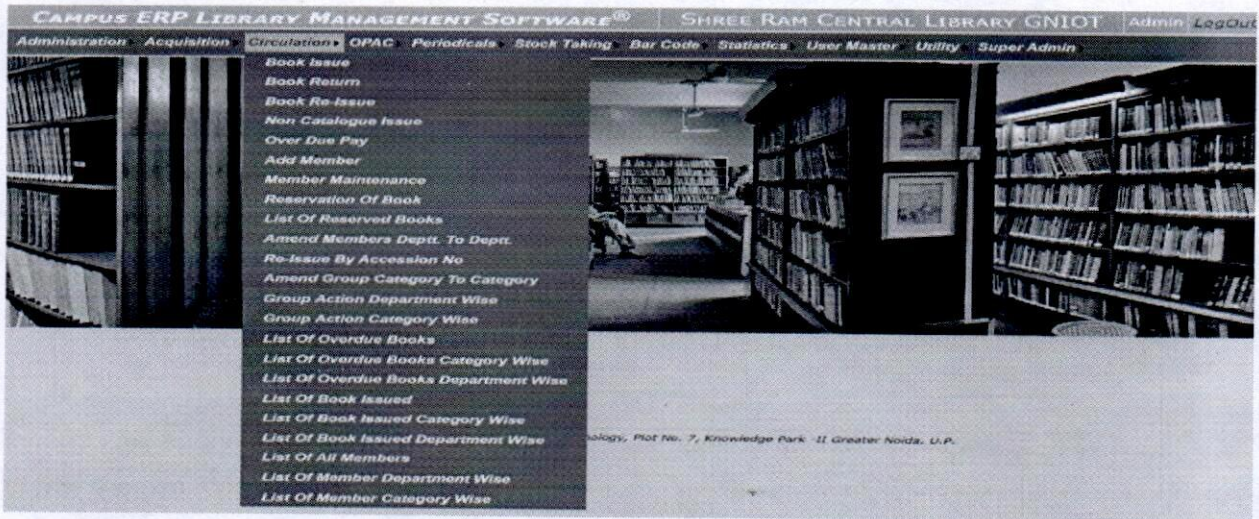 CAMPUS ERP LIBRARY MANAGEMENT SOFTWARE® SHREE RAM CENTRAL LIBRARY GNIOT Admin LogOut
Administration Acquisition Circulation OPAC Periodicals Stock Taking Bar Code Statistics User Master Utility Super Admin
Book Issue
Book Return
Book Re-Issue
Non Catalogue Issue
Over Due Pay
Add Member
Member Maintenance
Reservation Of Book
List Of Reserved Books
Amend Members Deptt. To Deptt.
Re-Issue By Accession No
Amend Group Category To Category
Group Action Department Wise
Group Action Category Wise
List Of Overdue Books
List Of Overdue Books Category Wise
List Of Overdue Books Department Wise
List Of Book Issued
List Of Book Issued Category Wise
List Of Book Issued Department Wise
nology, Plot No. 7, Knowledge Park -II Greater Noida. U.P.
List Of All Members
List Of Member Department Wise
List Of Member Category Wise